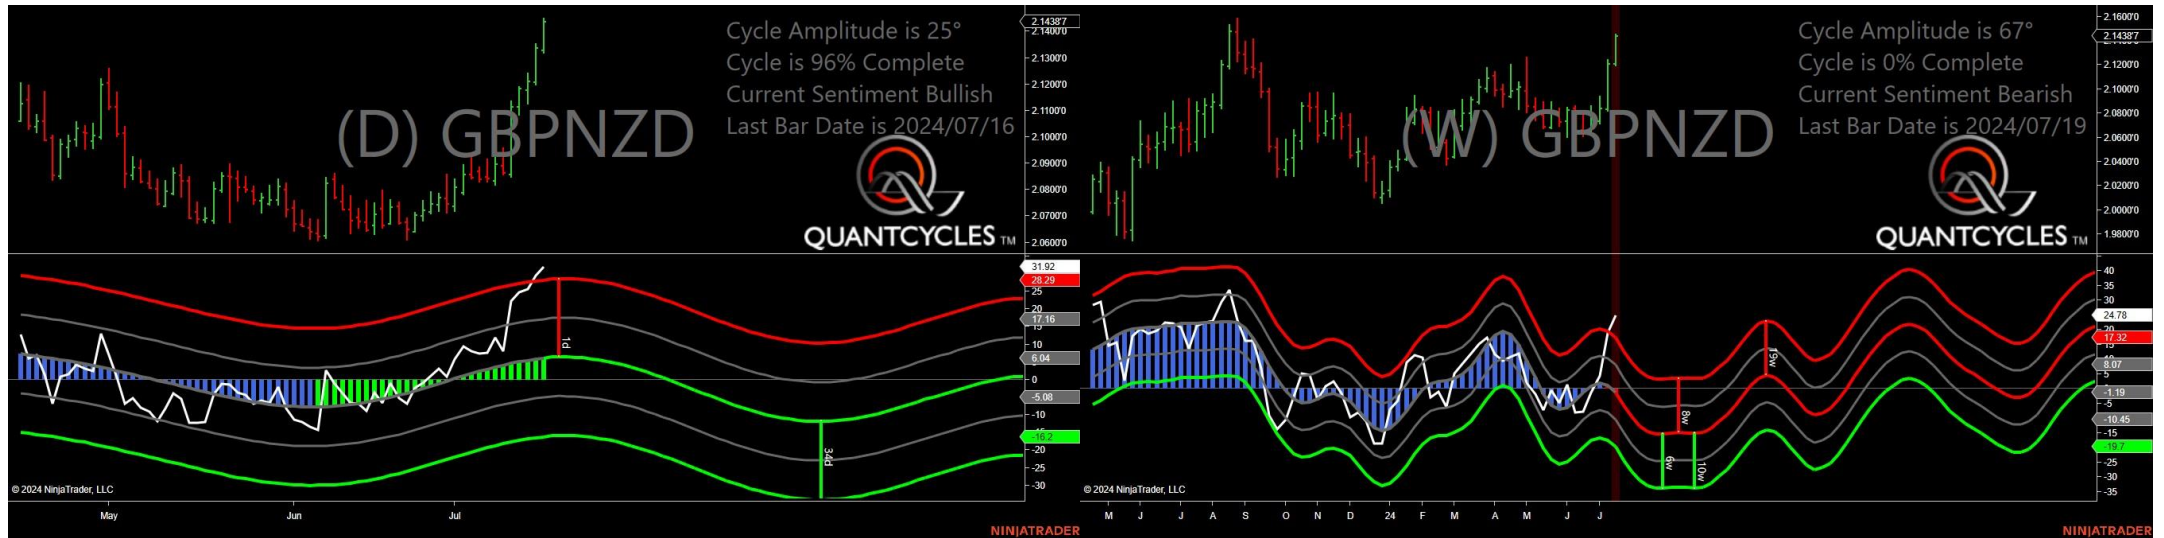 Cycle Amplitude is 25°
Cycle is 96% Complete
Current Sentiment Bullish
Last Bar Date is 2024/07/16
(D) GBPNZD
QUANTCYCLES TM
2.1438'7
2.1400'0
2.1300'0
2.1200'0
2.1100'0
2.1000'0
2.0900'0
2.0800'0
2.0700'0
2.0600'0
31.92
28.29
25
20
17.16
15
10
6.04
0
-5.08
-10
-16.2
-20
-25
-30
1d
34d
© 2024 NinjaTrader, LLC
May
Jun
Jul
NINJATRADER
Cycle Amplitude is 67°
Cycle is 0% Complete
Current Sentiment Bearish
Last Bar Date is 2024/07/19
(W) GBPNZD
QUANTCYCLES TM
2.1600'0
2.1438'7
2.1200'0
2.1000'0
2.0800'0
2.0600'0
2.0400'0
2.0200'0
2.0000'0
1.9800'0
40
35
30
24.78
20
17.32
15
8.07
5
-1.19
-5
-10.45
-15
-19.7
-25
-30
-35
19w
8w
6w
10w
© 2024 NinjaTrader, LLC
M
J
J
A
S
O
N
D
24
F
M
A
M
J
J
NINJATRADER